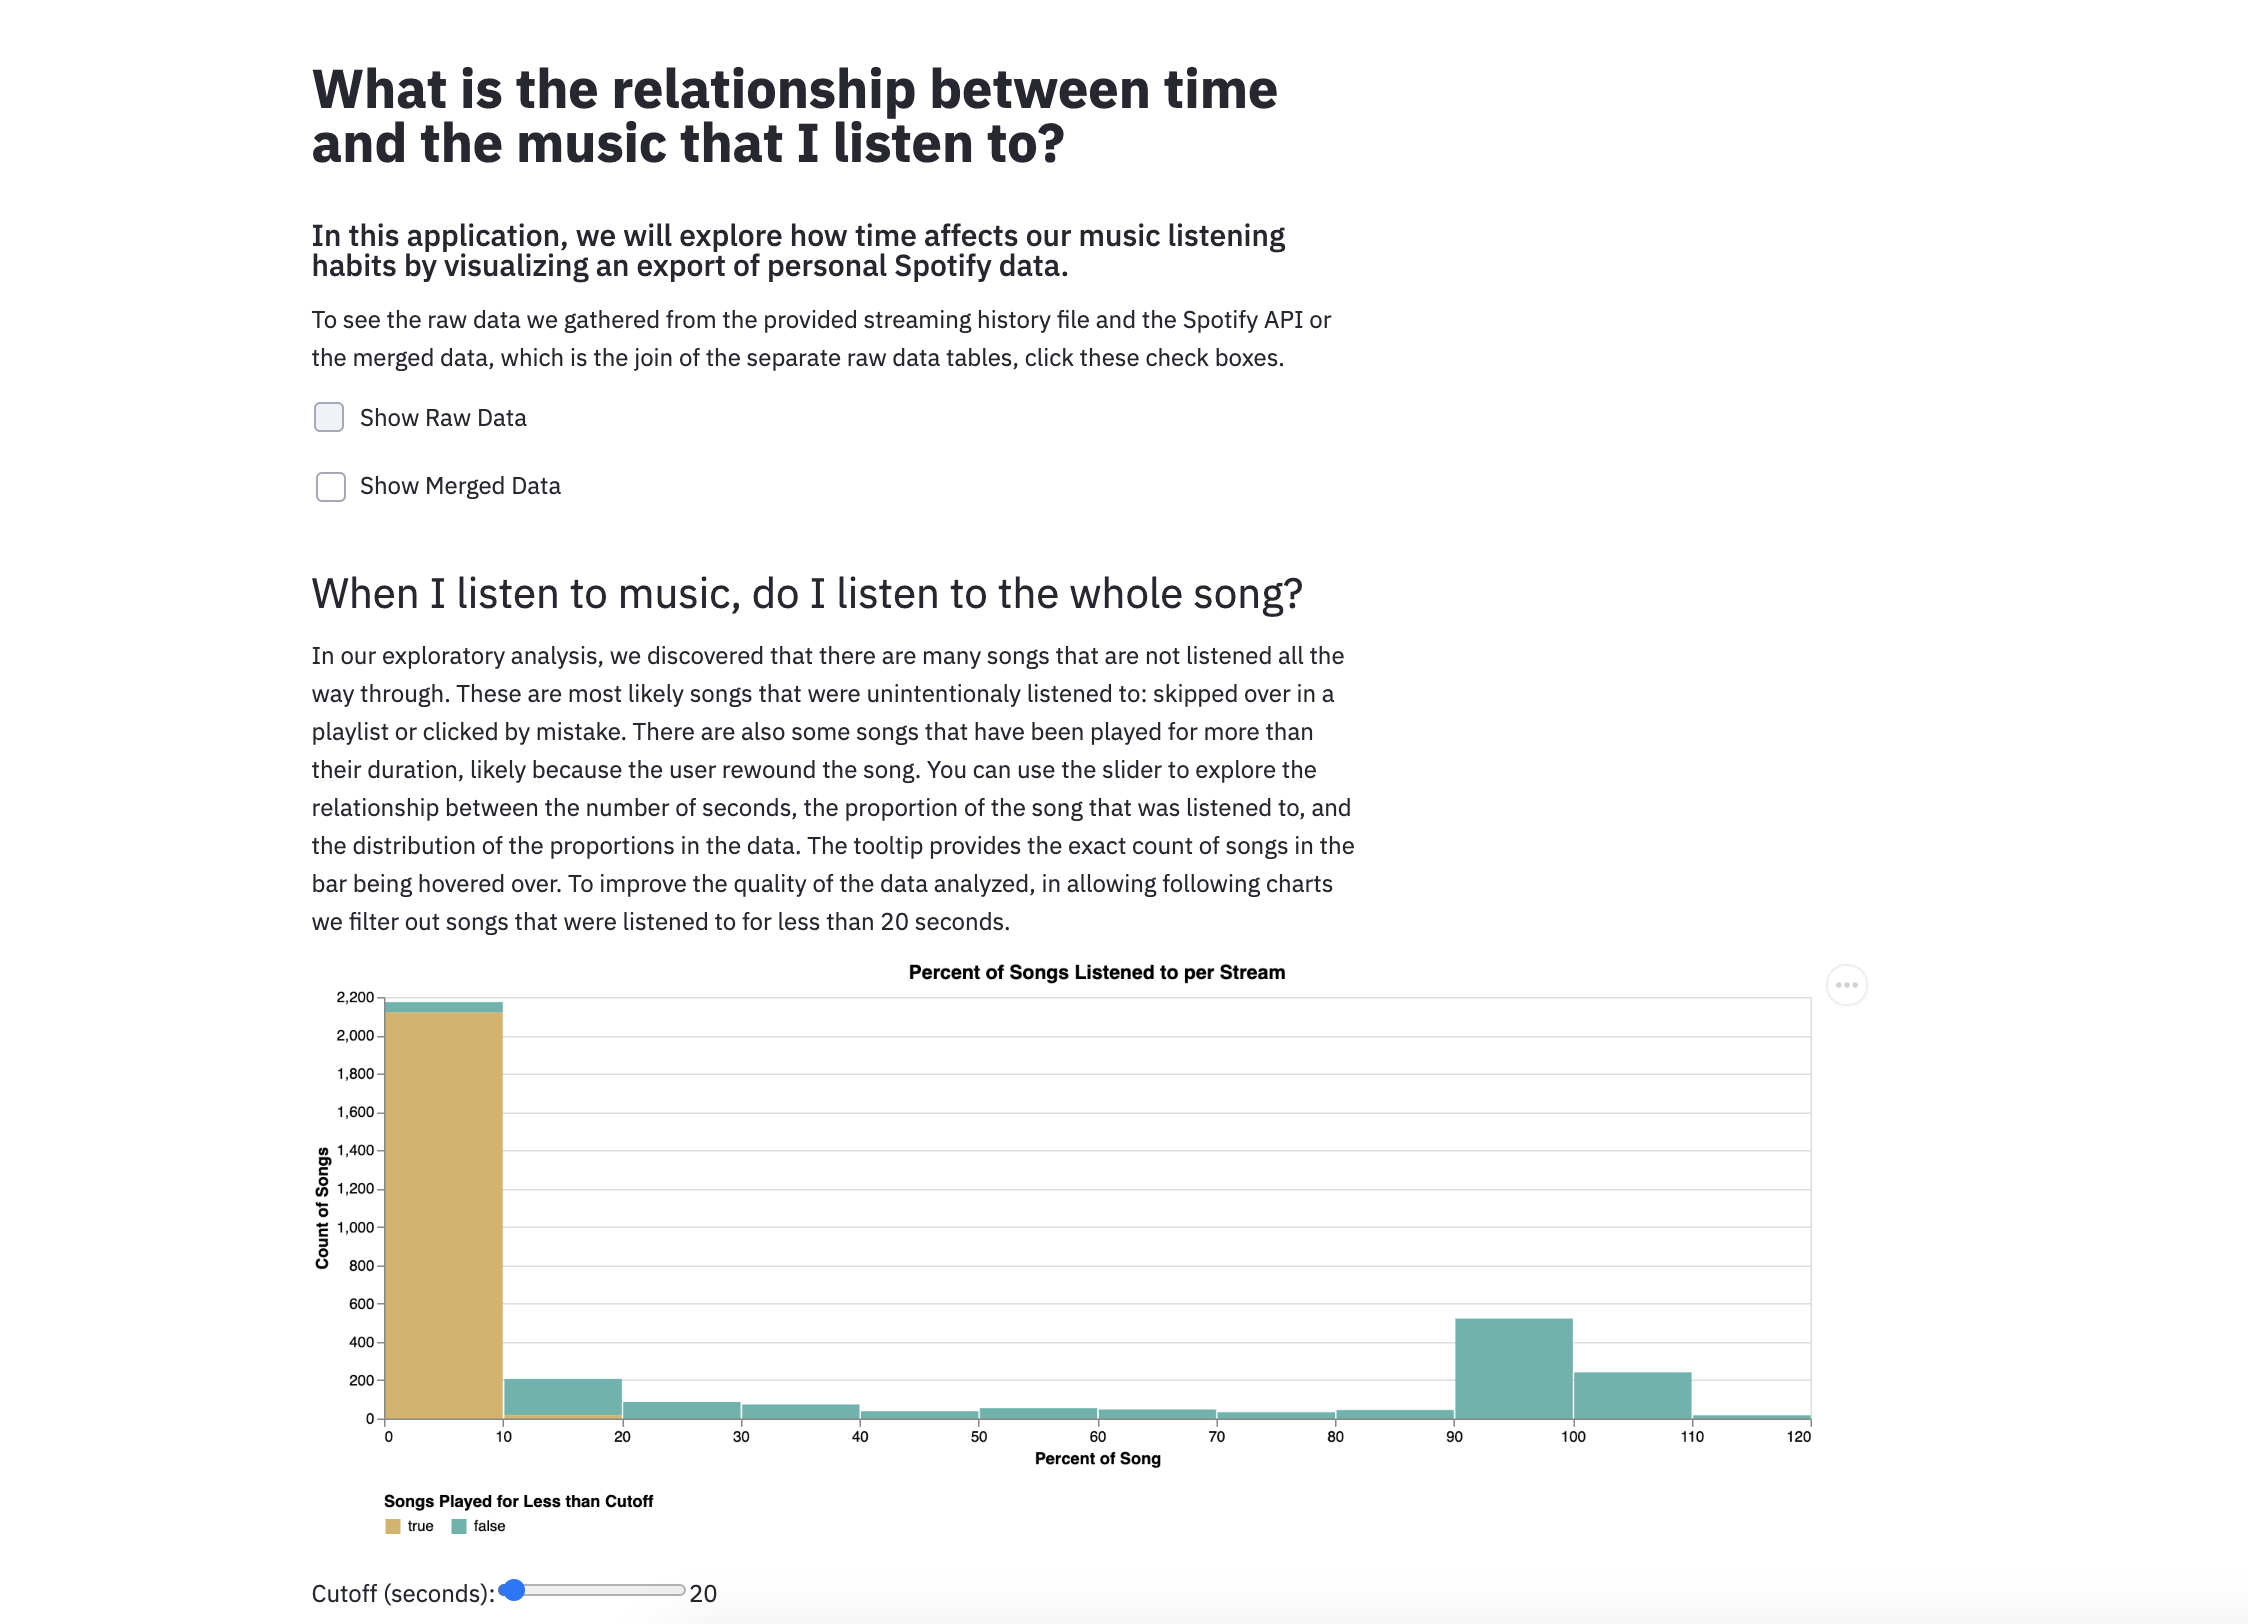 What is the relationship between time
and the music that I listen to?
In this application, we will explore how time affects our music listening
habits by visualizing an export of personal Spotify data.
To see the raw data we gathered from the provided streaming history file and the Spotify API or
the merged data, which is the join of the separate raw data tables, click these check boxes.
Show Raw Data
Show Merged Data
When I listen to music, do I listen to the whole song?
In our exploratory analysis, we discovered that there are many songs that are not listened all the
way through. These are most likely songs that were unintentionaly listened to: skipped over in a
playlist or clicked by mistake. There are also some songs that have been played for more than
their duration, likely because the user rewound the song. You can use the slider to explore the
relationship between the number of seconds, the proportion of the song that was listened to, and
the distribution of the proportions in the data. The tooltip provides the exact count of songs in the
bar being hovered over. To improve the quality of the data analyzed, in allowing following charts
we filter out songs that were listened to for less than 20 seconds.
Percent of Songs Listened to per Stream
Count of Songs
2,200
2,000
1,800
1,600
1,400
1,200
1,000
800
600
400
200
0
0 10 20 30 40 50 60 70 80 90 100 110 120
Percent of Song
Songs Played for Less than Cutoff
true false
Cutoff (seconds): 20